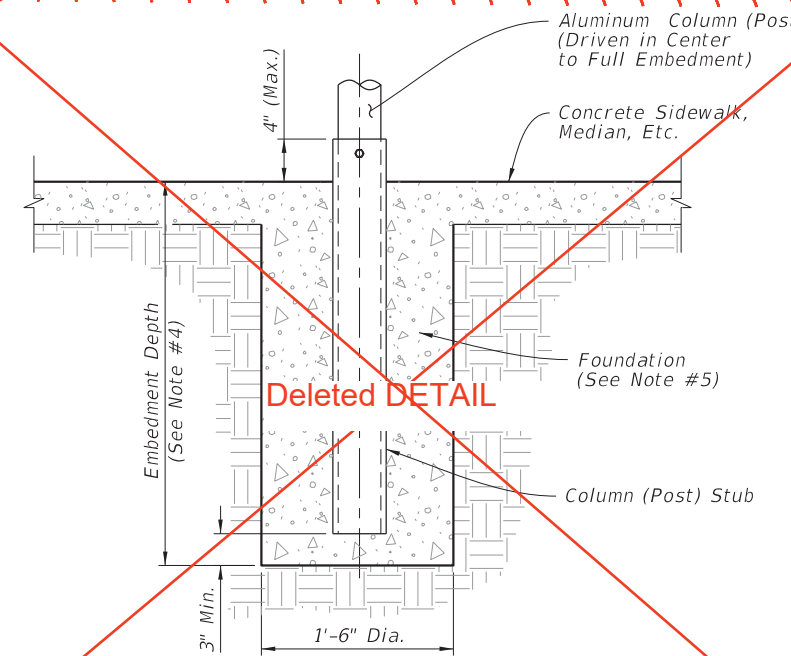 Aluminum Column (Pos
(Driven in Center
to Full Embedment)
4" (Max.)
Concrete Sidewalk,
Median, Etc.
Embedment Depth
(See Note #4)
Foundation
(See Note #5)
Deleted DETAIL
Column (Post) Stub
3" Min.
1'-6" Dia.